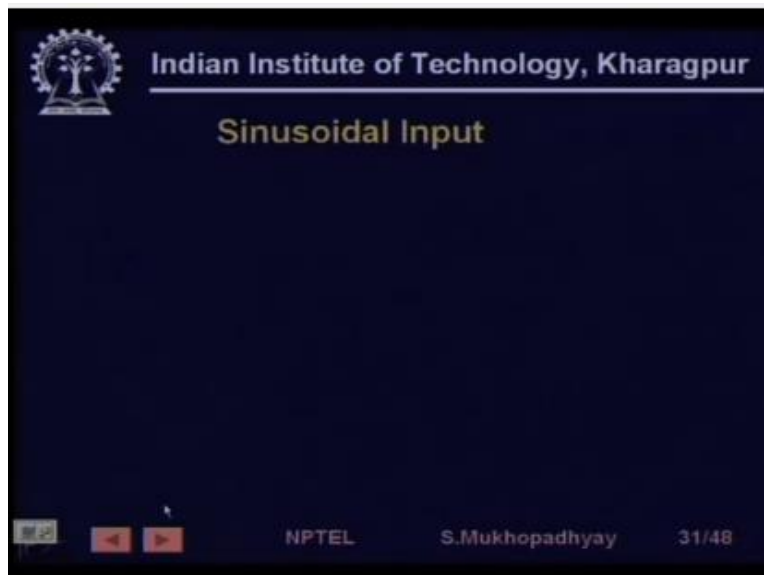 Indian Institute of Technology, Kharagpur
Sinusoidal Input
NPTEL S.Mukhopadhyay 31/48